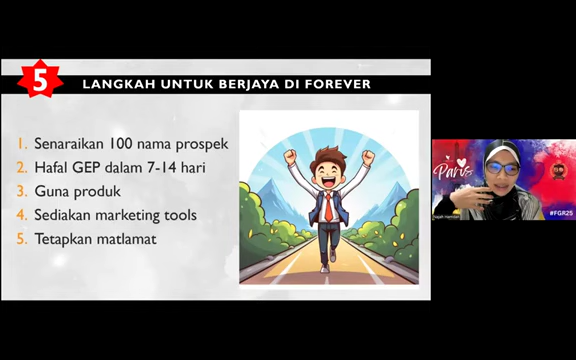 5
LANGKAH UNTUK BERJAYA DI FOREVER
1. Senaraikan 100 nama prospek
2. Hafal GEP dalam 7-14 hari
3. Guna produk
4. Sediakan marketing tools
5. Tetapkan matlamat
Paris
#FGR25